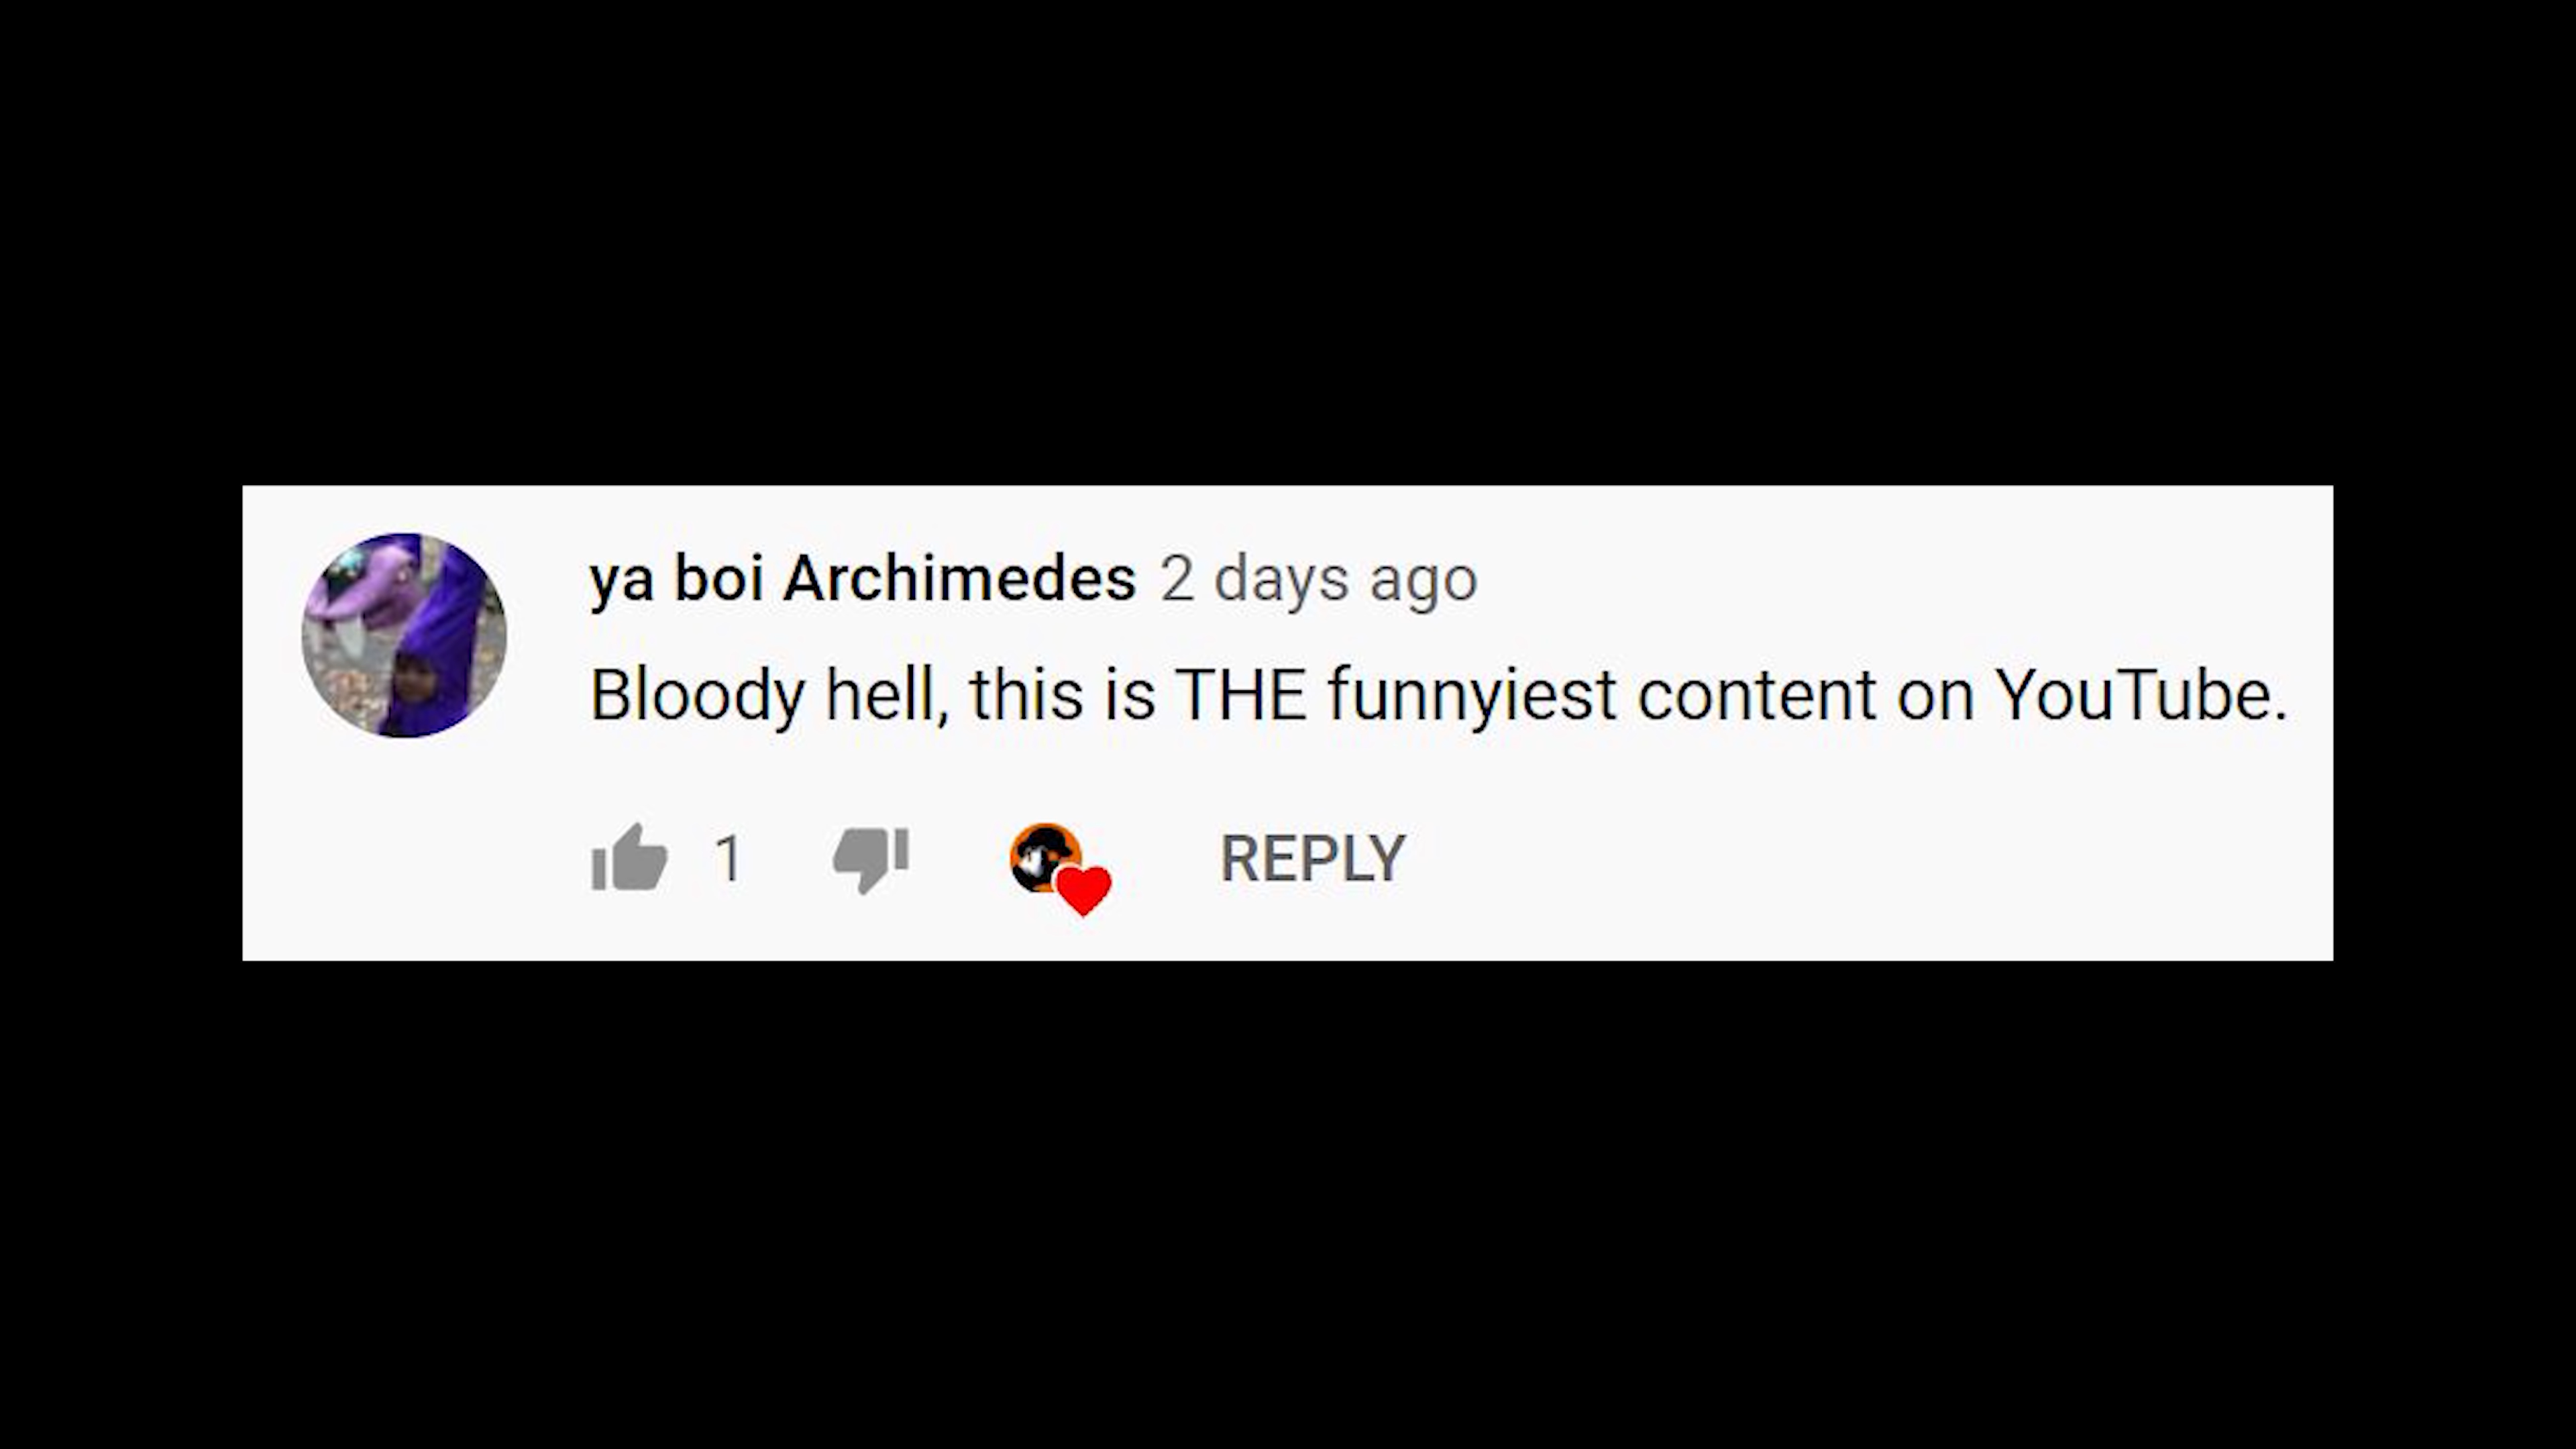 ya boi Archimedes 2 days ago
Bloody hell, this is THE funnyiest content on YouTube.
1 REPLY